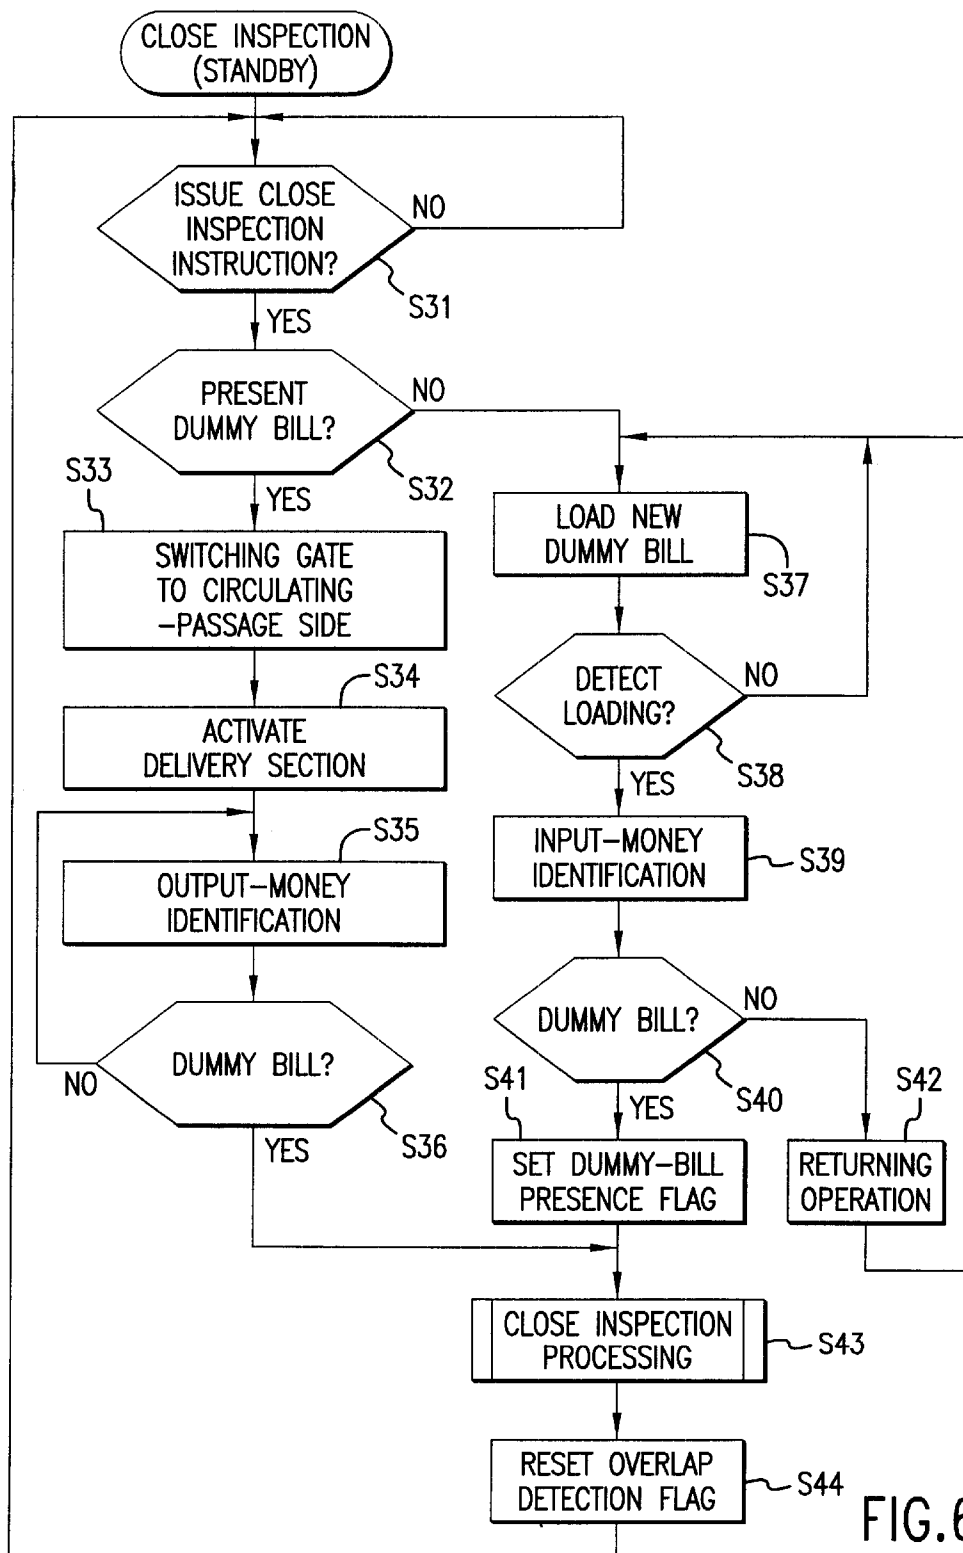 CLOSE INSPECTION
(STANDBY)
ISSUE CLOSE
INSPECTION
INSTRUCTION?
NO
S31
YES
PRESENT
DUMMY BILL?
NO
S32
YES
S33
SWITCHING GATE
TO CIRCULATING
-PASSAGE SIDE
S34
ACTIVATE
DELIVERY SECTION
S35
OUTPUT-MONEY
IDENTIFICATION
DUMMY BILL?
NO
S36
YES
LOAD NEW
DUMMY BILL
S37
DETECT
LOADING?
NO
S38
YES
INPUT-MONEY
IDENTIFICATION
S39
DUMMY BILL?
NO
S40
YES
S41
SET DUMMY-BILL
PRESENCE FLAG
S42
RETURNING
OPERATION
CLOSE INSPECTION
PROCESSING
S43
RESET OVERLAP
DETECTION FLAG
S44
FIG.6